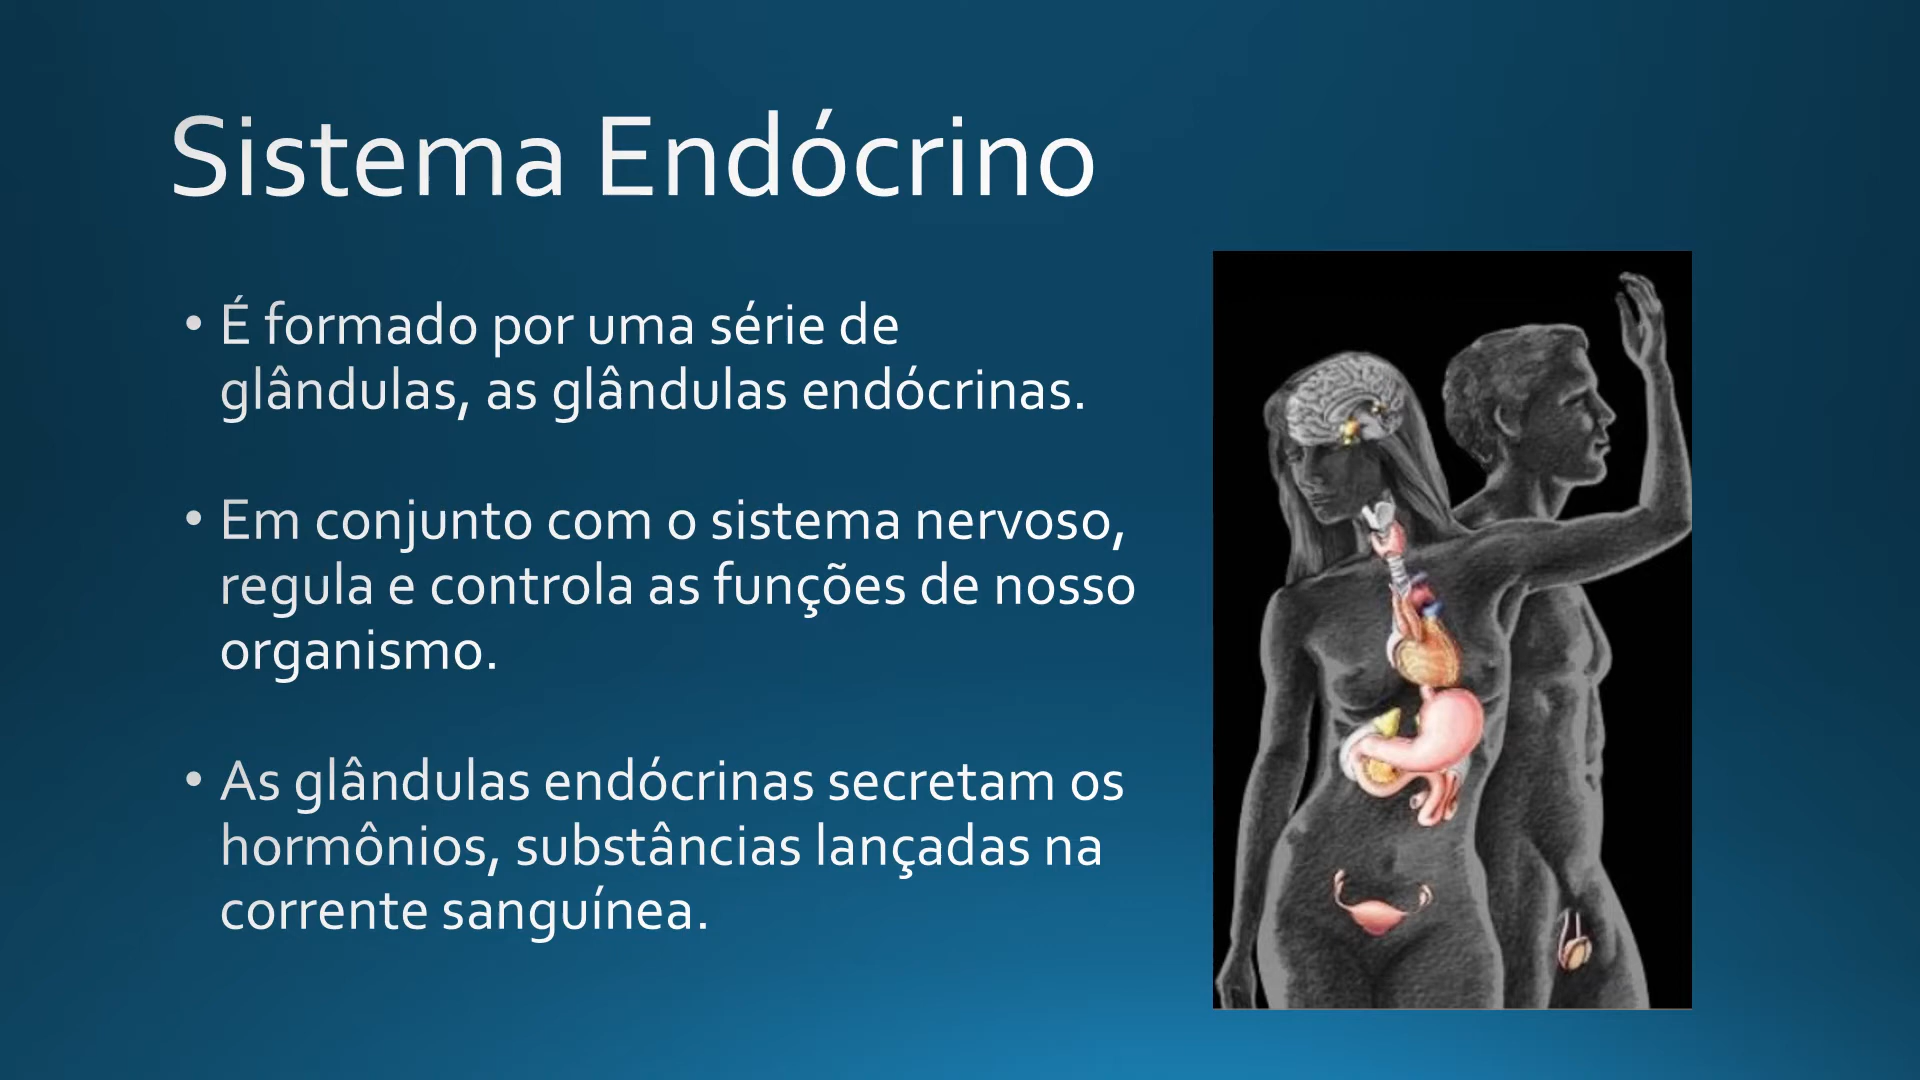 Sistema Endócrino
• É formado por uma série de
glândulas, as glândulas endócrinas.
• Em conjunto com o sistema nervoso,
regula e controla as funções de nosso
organismo.
• As glândulas endócrinas secretam os
hormônios, substâncias lançadas na
corrente sanguínea.